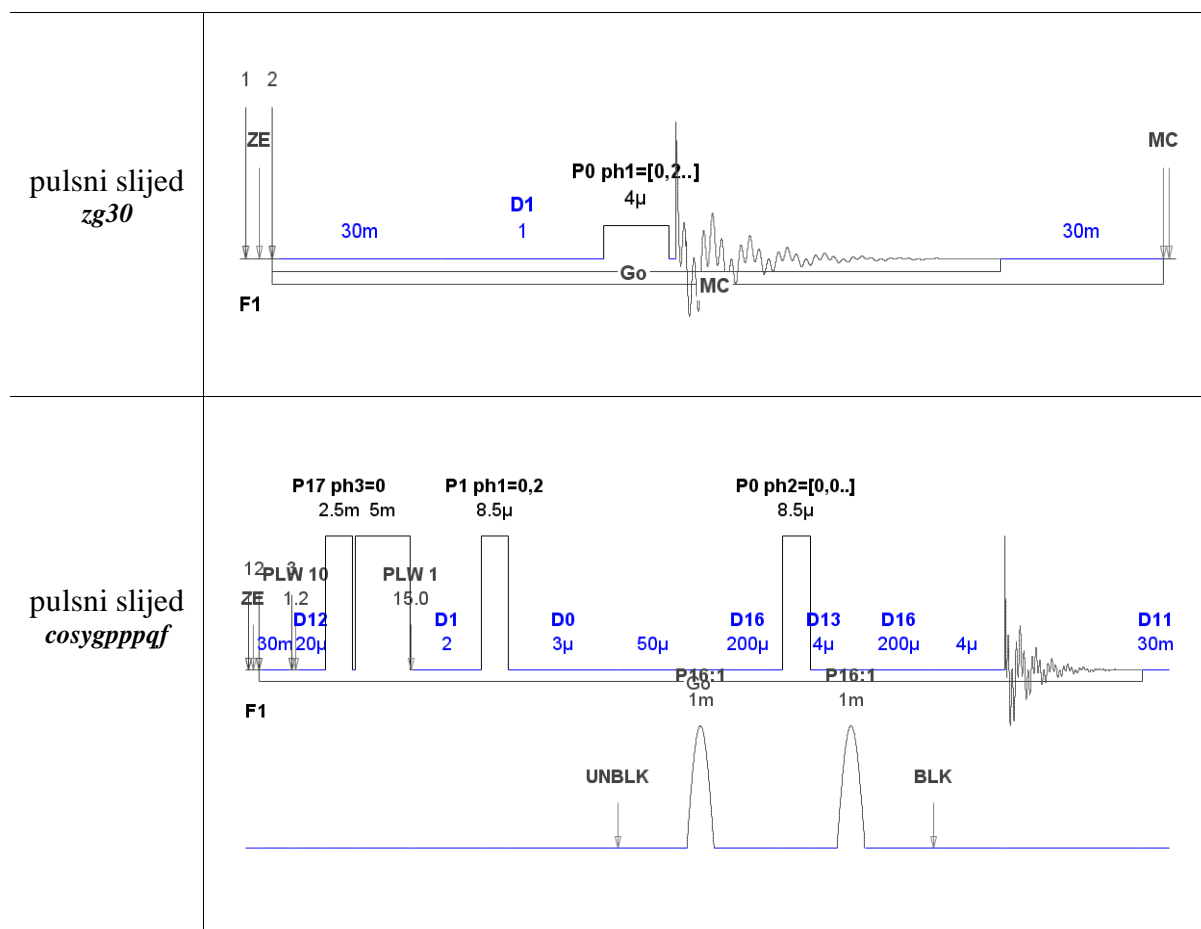 pulsni slijed
zg30
1 2
ZE
MC
P0 ph1=[0,2..]
4µ
D1
30m 1 30m
Go
MC
F1
pulsni slijed
cosygpppqf
P17 ph3=0 P1 ph1=0,2 P0 ph2=[0,0..]
2.5m 5m 8.5µ 8.5µ
12 3
PLW 10 PLW 1
ZE 1.2 15.0
D12 D1 D0 D16 D13 D16 D11
30m 20µ 2 3µ 50µ 200µ 4µ 200µ 4µ 30m
P16:1 P16:1
Go
1m 1m
F1
UNBLK BLK